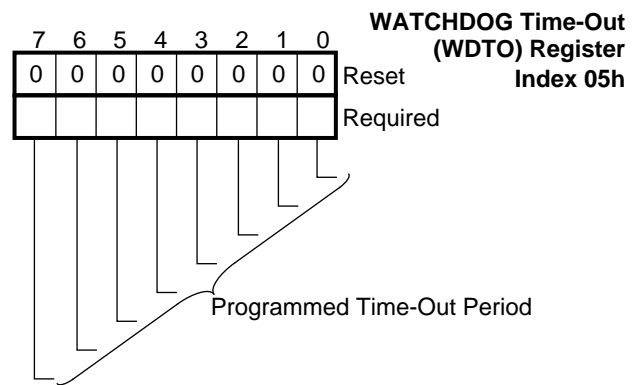 WATCHDOG Time-Out
(WDTO) Register
Index 05h
7 6 5 4 3 2 1 0
0 0 0 0 0 0 0 0 Reset
Required
Programmed Time-Out Period